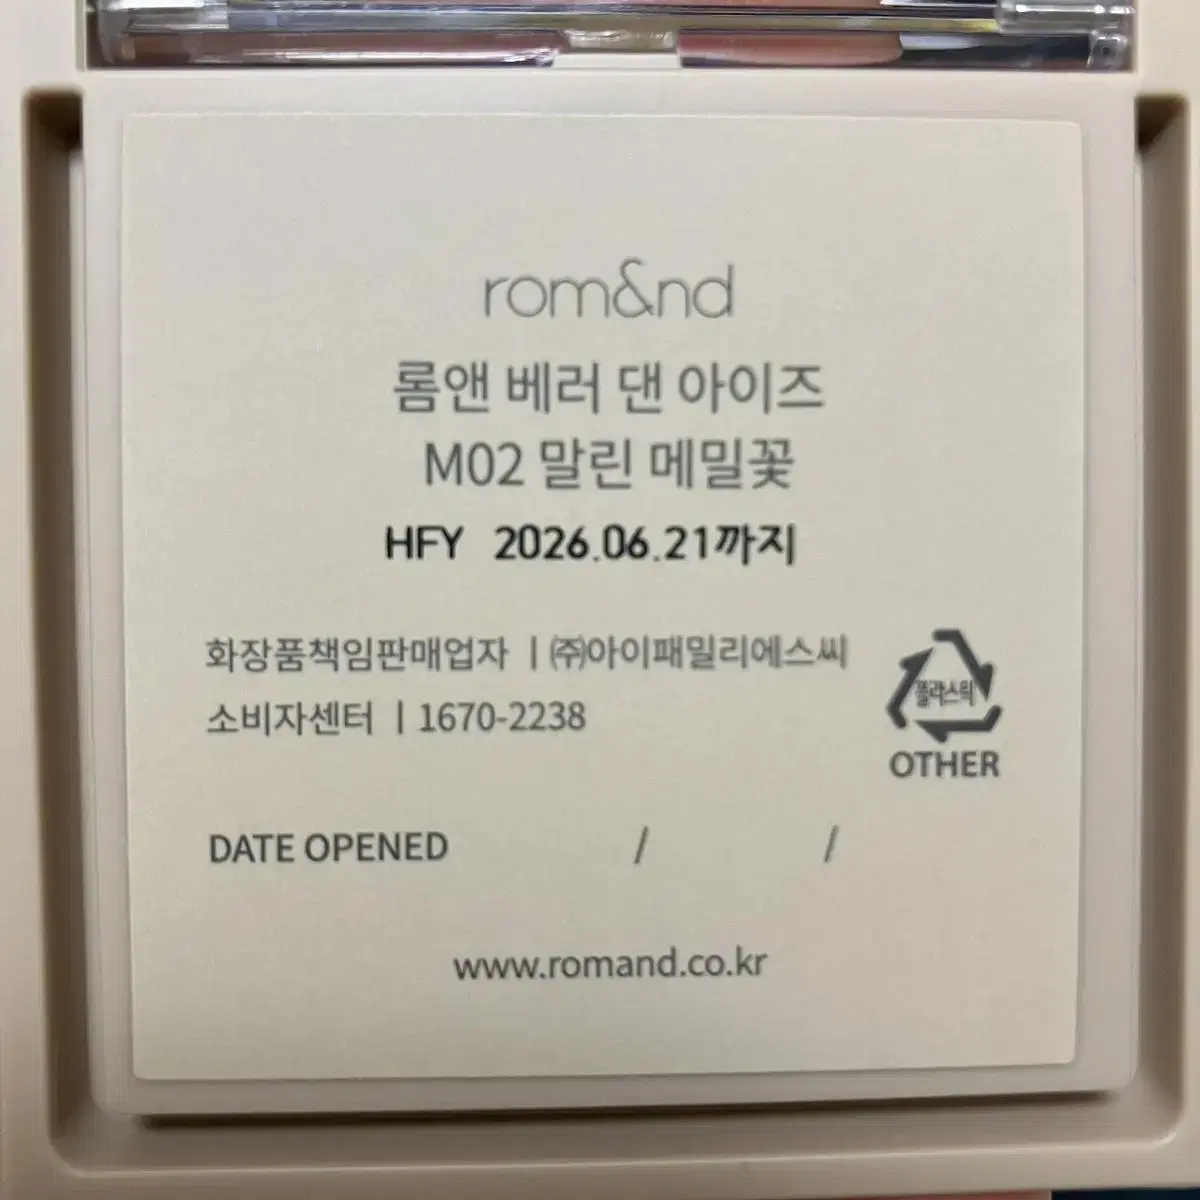 rom&nd
롬앤 베러 댄 아이즈
M02 말린 메밀꽃
HFY 2026.06.21까지
화장품책임판매업자 | ㈜아이패밀리에스씨
소비자센터 | 1670-2238
플라스틱
OTHER
DATE OPENED / /
www.romand.co.kr